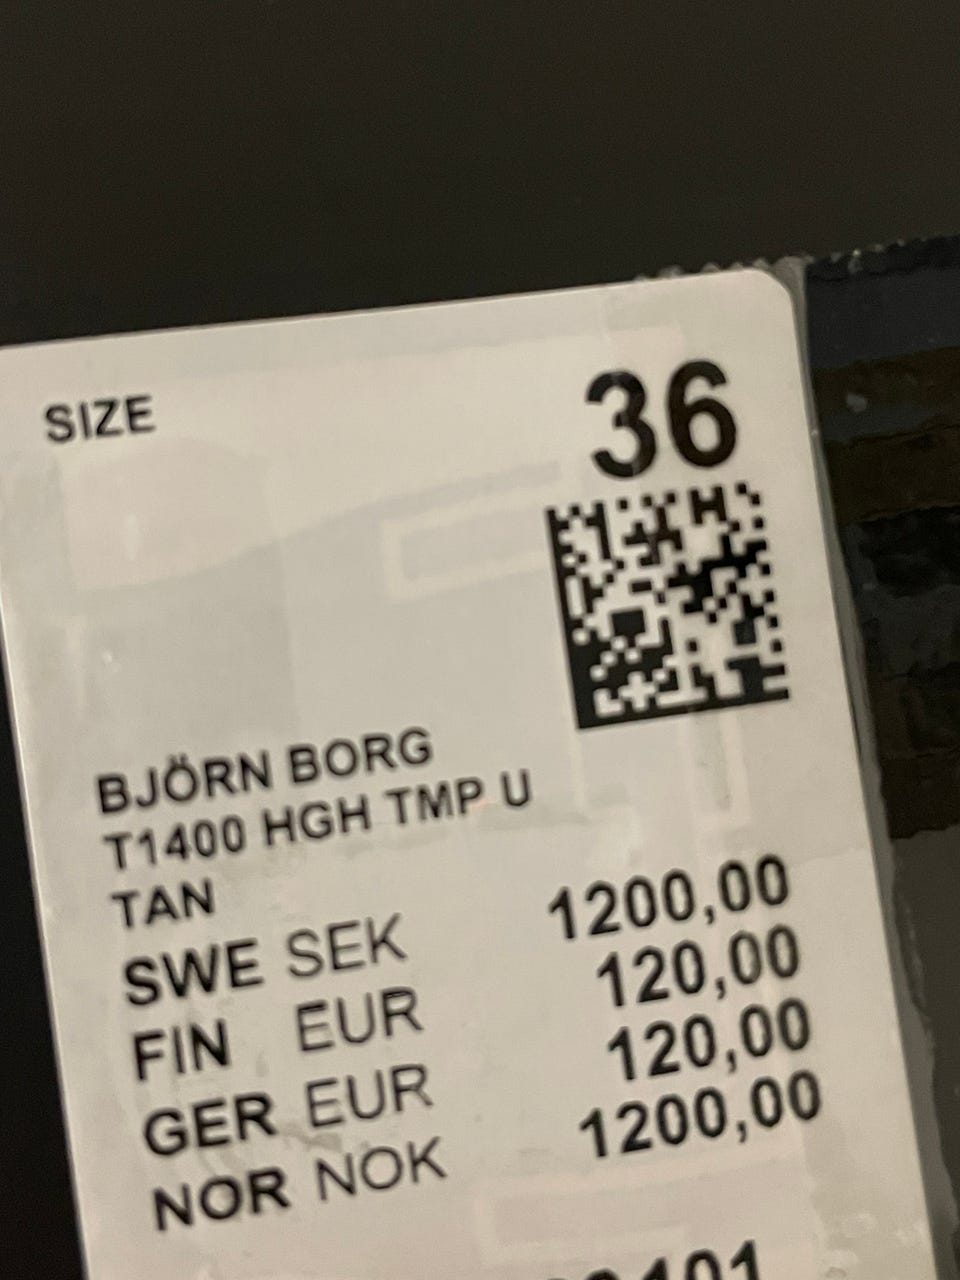 SIZE 36
BJÖRN BORG
T1400 HGH TMP U
TAN
SWE SEK 1200,00
FIN EUR 120,00
GER EUR 120,00
NOR NOK 1200,00